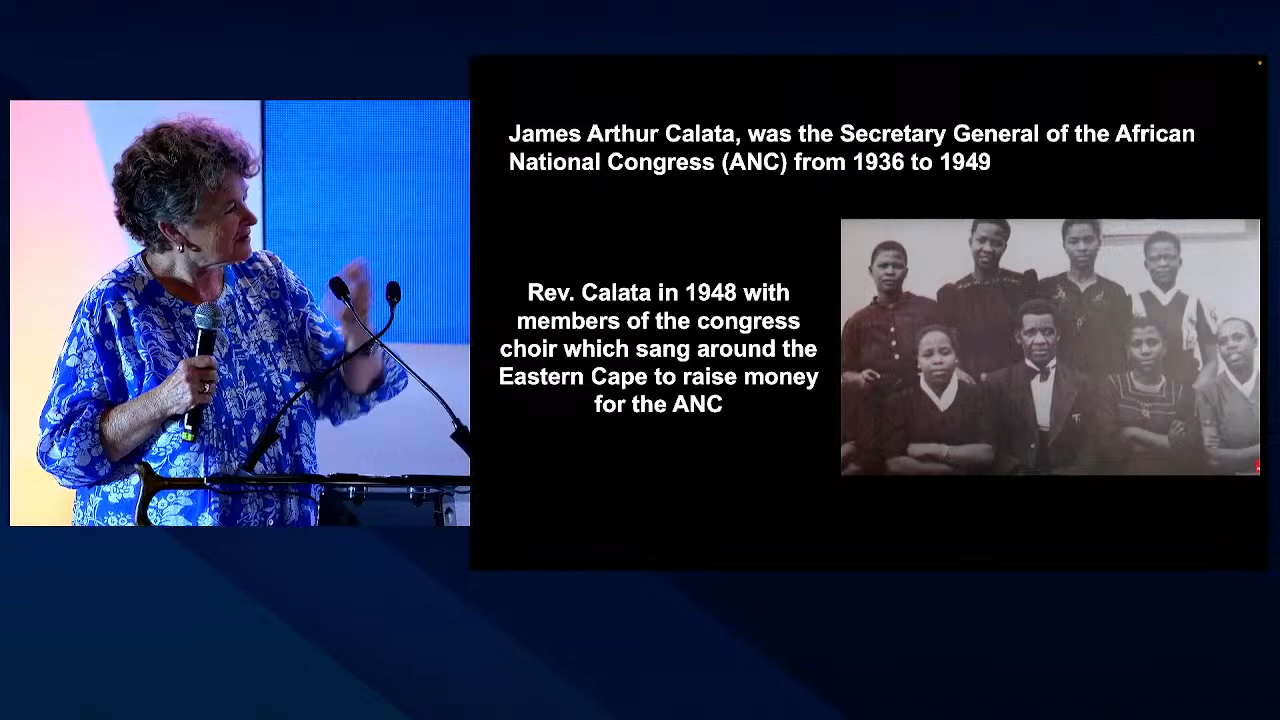 James Arthur Calata, was the Secretary General of the African
National Congress (ANC) from 1936 to 1949
Rev. Calata in 1948 with
members of the congress
choir which sang around the
Eastern Cape to raise money
for the ANC